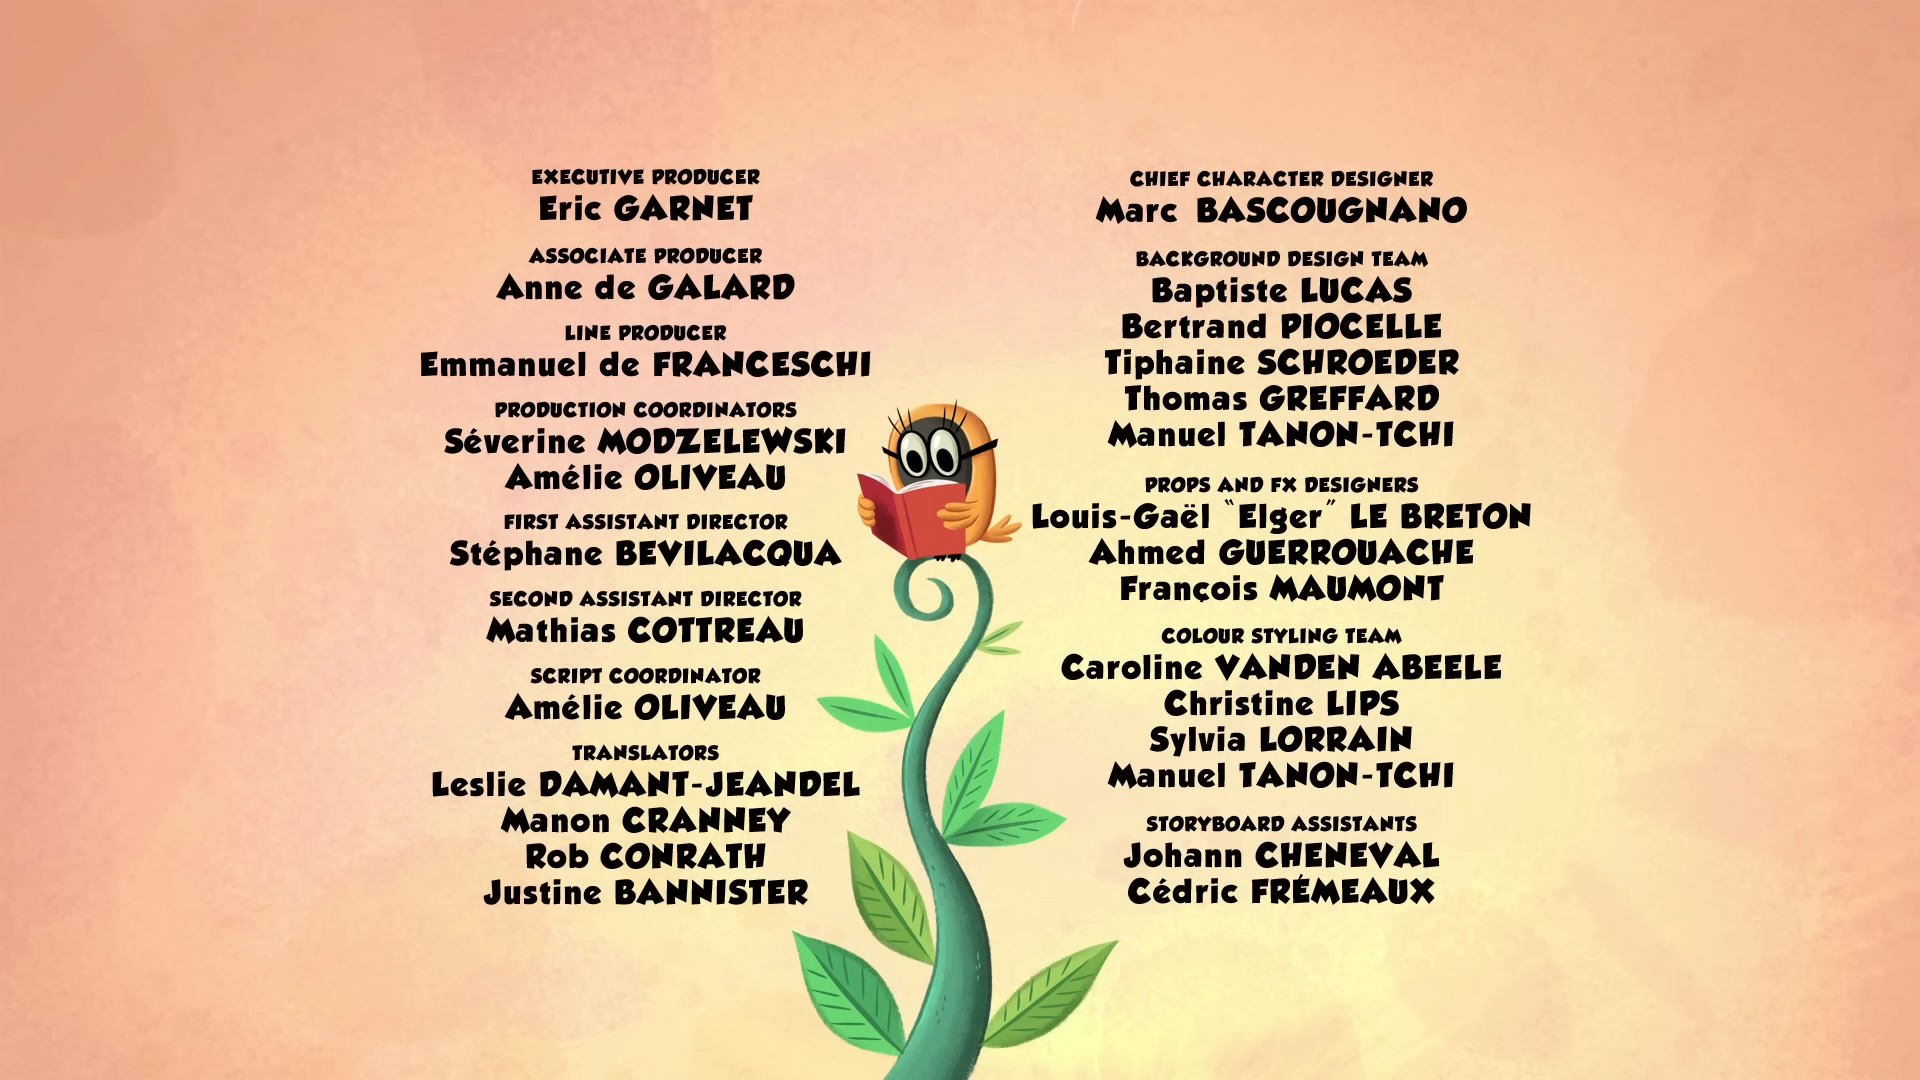 EXECUTIVE PRODUCER
Eric GARNET
ASSOCIATE PRODUCER
Anne de GALARD
LINE PRODUCER
Emmanuel de FRANCESCHI
PRODUCTION COORDINATORS
Séverine MODZELEWSKI
Amélie OLIVEAU
FIRST ASSISTANT DIRECTOR
Stéphane BEVILACQUA
SECOND ASSISTANT DIRECTOR
Mathias COTTREAU
SCRIPT COORDINATOR
Amélie OLIVEAU
TRANSLATORS
Leslie DAMANT-JEANDEL
Manon CRANNEY
Rob CONRATH
Justine BANNISTER
CHIEF CHARACTER DESIGNER
Marc BASCOUGNANO
BACKGROUND DESIGN TEAM
Baptiste LUCAS
Bertrand PIOCELLE
Tiphaine SCHROEDER
Thomas GREFFARD
Manuel TANON-TCHI
PROPS AND FX DESIGNERS
Louis-Gaël "Elger" LE BRETON
Ahmed GUERROUACHE
François MAUMONT
COLOUR STYLING TEAM
Caroline VANDEN ABEELE
Christine LIPS
Sylvia LORRAIN
Manuel TANON-TCHI
STORYBOARD ASSISTANTS
Johann CHENEVAL
Cédric FRÉMEAUX